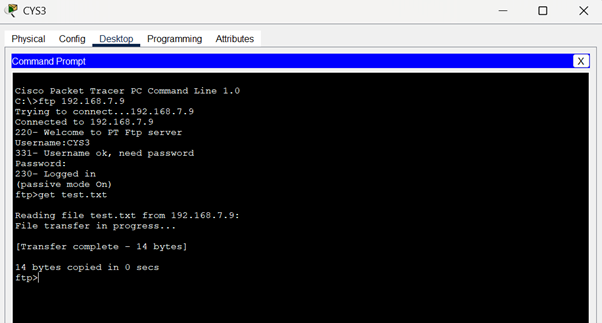 CYS3
Physical Config Desktop Programming Attributes
Command Prompt X
Cisco Packet Tracer PC Command Line 1.0
C:\>ftp 192.168.7.9
Trying to connect...192.168.7.9
Connected to 192.168.7.9
220- Welcome to PT Ftp server
Username:CYS3
331- Username ok, need password
Password:
230- Logged in
(passive mode On)
ftp>get test.txt
Reading file test.txt from 192.168.7.9:
File transfer in progress...
[Transfer complete - 14 bytes]
14 bytes copied in 0 secs
ftp>